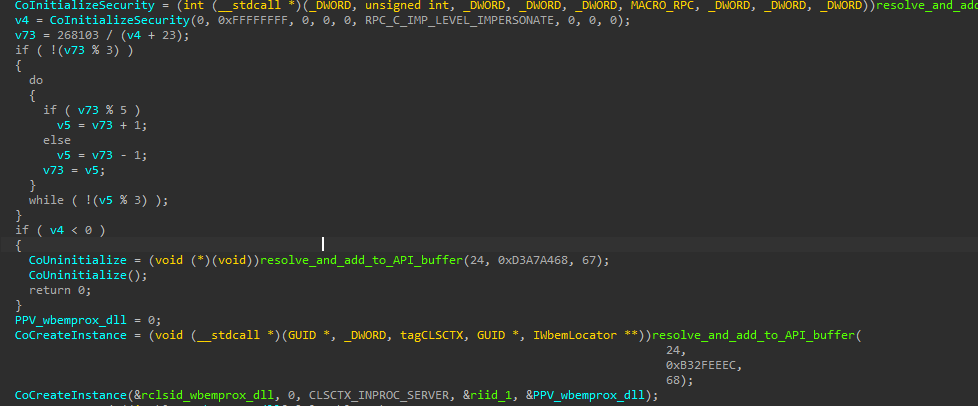 CoInitializeSecurity = (int (__stdcall *)(_DWORD, unsigned int, _DWORD, _DWORD, _DWORD, MACRO_RPC, _DWORD, _DWORD, _DWORD))resolve_and_add
v4 = CoInitializeSecurity(0, 0xFFFFFFFF, 0, 0, 0, RPC_C_IMP_LEVEL_IMPERSONATE, 0, 0, 0);
v73 = 268103 / (v4 + 23);
if ( !(v73 % 3) )
{
do
{
if ( v73 % 5 )
v5 = v73 + 1;
else
v5 = v73 - 1;
v73 = v5;
}
while ( !(v5 % 3) );
}
if ( v4 < 0 )
{
CoUninitialize = (void (*)(void))resolve_and_add_to_API_buffer(24, 0xD3A7A468, 67);
CoUninitialize();
return 0;
}
PPV_wbemprox_dll = 0;
CoCreateInstance = (void (__stdcall *)(GUID *, _DWORD, tagCLSCTX, GUID *, IWbemLocator **))resolve_and_add_to_API_buffer(
24,
0xB32FEEEC,
68);
CoCreateInstance(&rclsid_wbemprox_dll, 0, CLSCTX_INPROC_SERVER, &riid_1, &PPV_wbemprox_dll);